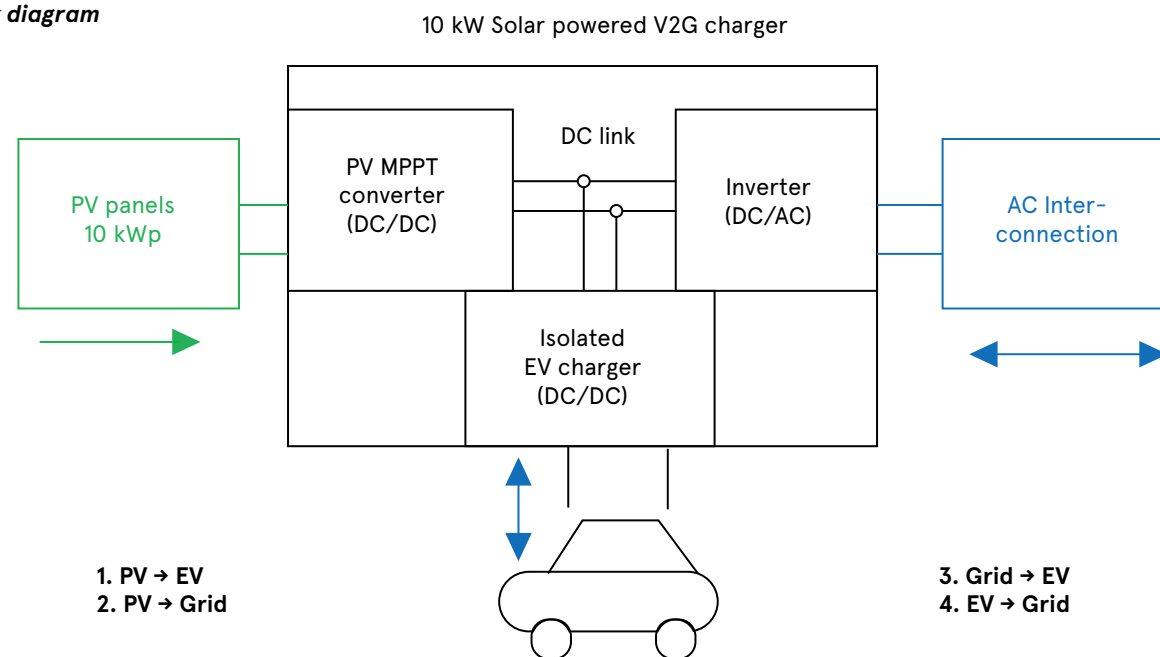 diagram
10 kW Solar powered V2G charger
DC link
PV MPPT
converter
(DC/DC)
Inverter
(DC/AC)
PV panels
10 kWp
AC Inter-
connection
Isolated
EV charger
(DC/DC)
1. PV → EV
2. PV → Grid
3. Grid → EV
4. EV → Grid